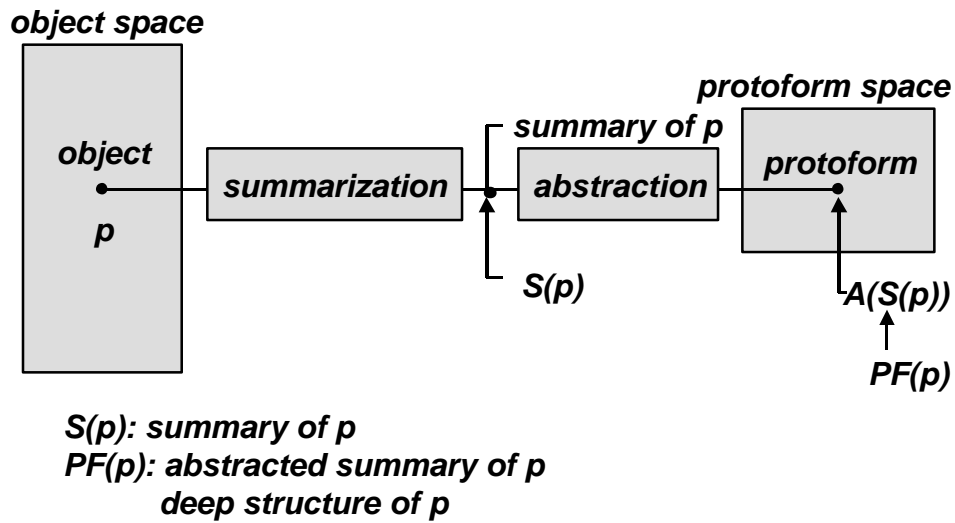 object space
protoform space
summary of p
object
summarization
abstraction
protoform
p
S(p)
A(S(p))
PF(p)
S(p): summary of p
PF(p): abstracted summary of p
deep structure of p